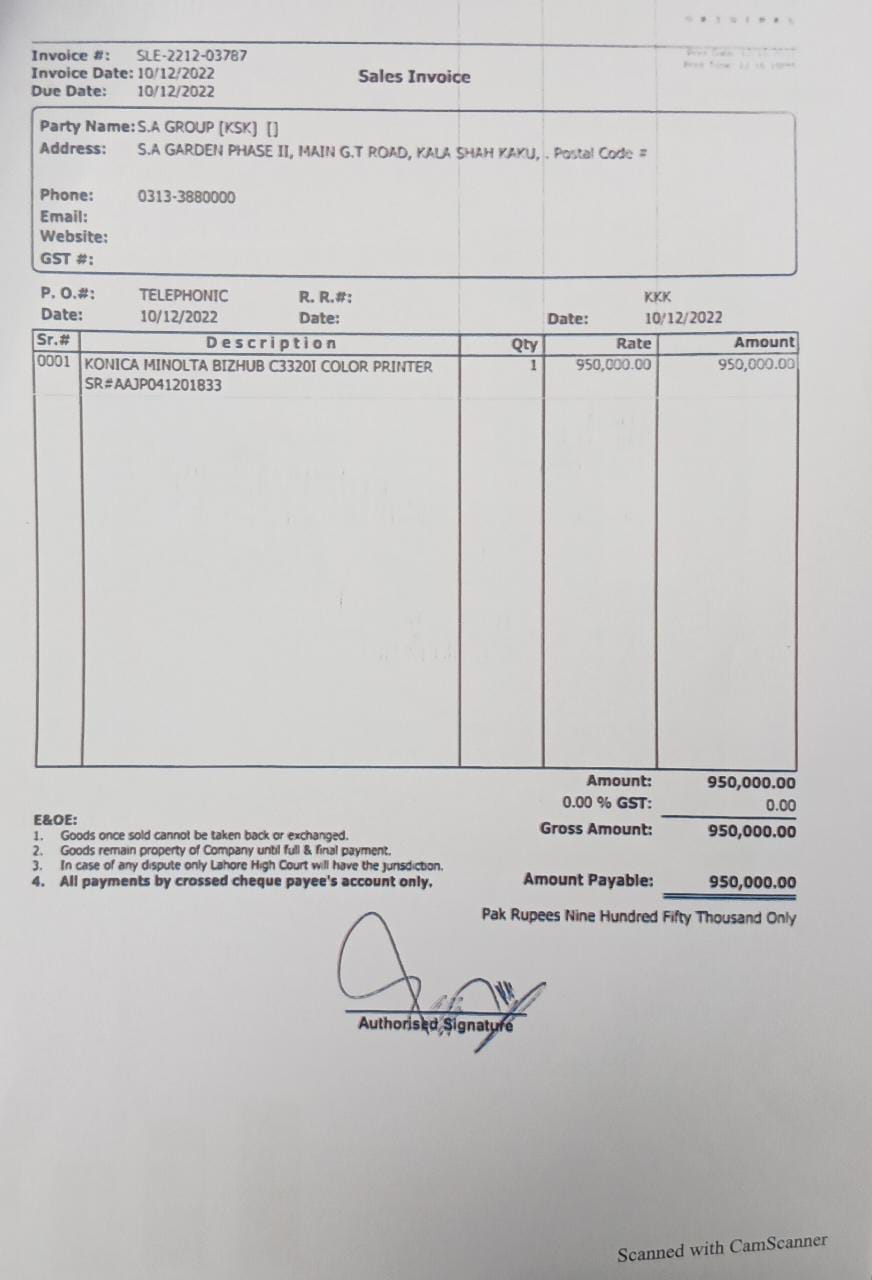 ORIGINAL
Invoice #: SLE-2212-03787
Invoice Date: 10/12/2022
Sales Invoice
Due Date: 10/12/2022
Party Name: S.A GROUP [KSK] []
Address: S.A GARDEN PHASE II, MAIN G.T ROAD, KALA SHAH KAKU, . Postal Code #
Phone: 0313-3880000
Email:
Website:
GST #:
P. O.#: TELEPHONIC R. R.#: KKK
Date: 10/12/2022 Date: Date: 10/12/2022
Sr.# Description Qty Rate Amount
0001 KONICA MINOLTA BIZHUB C3320I COLOR PRINTER 1 950,000.00 950,000.00
SR#AAJP041201833
Amount: 950,000.00
0.00 % GST: 0.00
Gross Amount: 950,000.00
E&OE:
1. Goods once sold cannot be taken back or exchanged.
2. Goods remain property of Company until full & final payment.
3. In case of any dispute only Lahore High Court will have the jursdiction.
4. All payments by crossed cheque payee's account only.
Amount Payable: 950,000.00
Pak Rupees Nine Hundred Fifty Thousand Only
Authorised Signature
Scanned with CamScanner